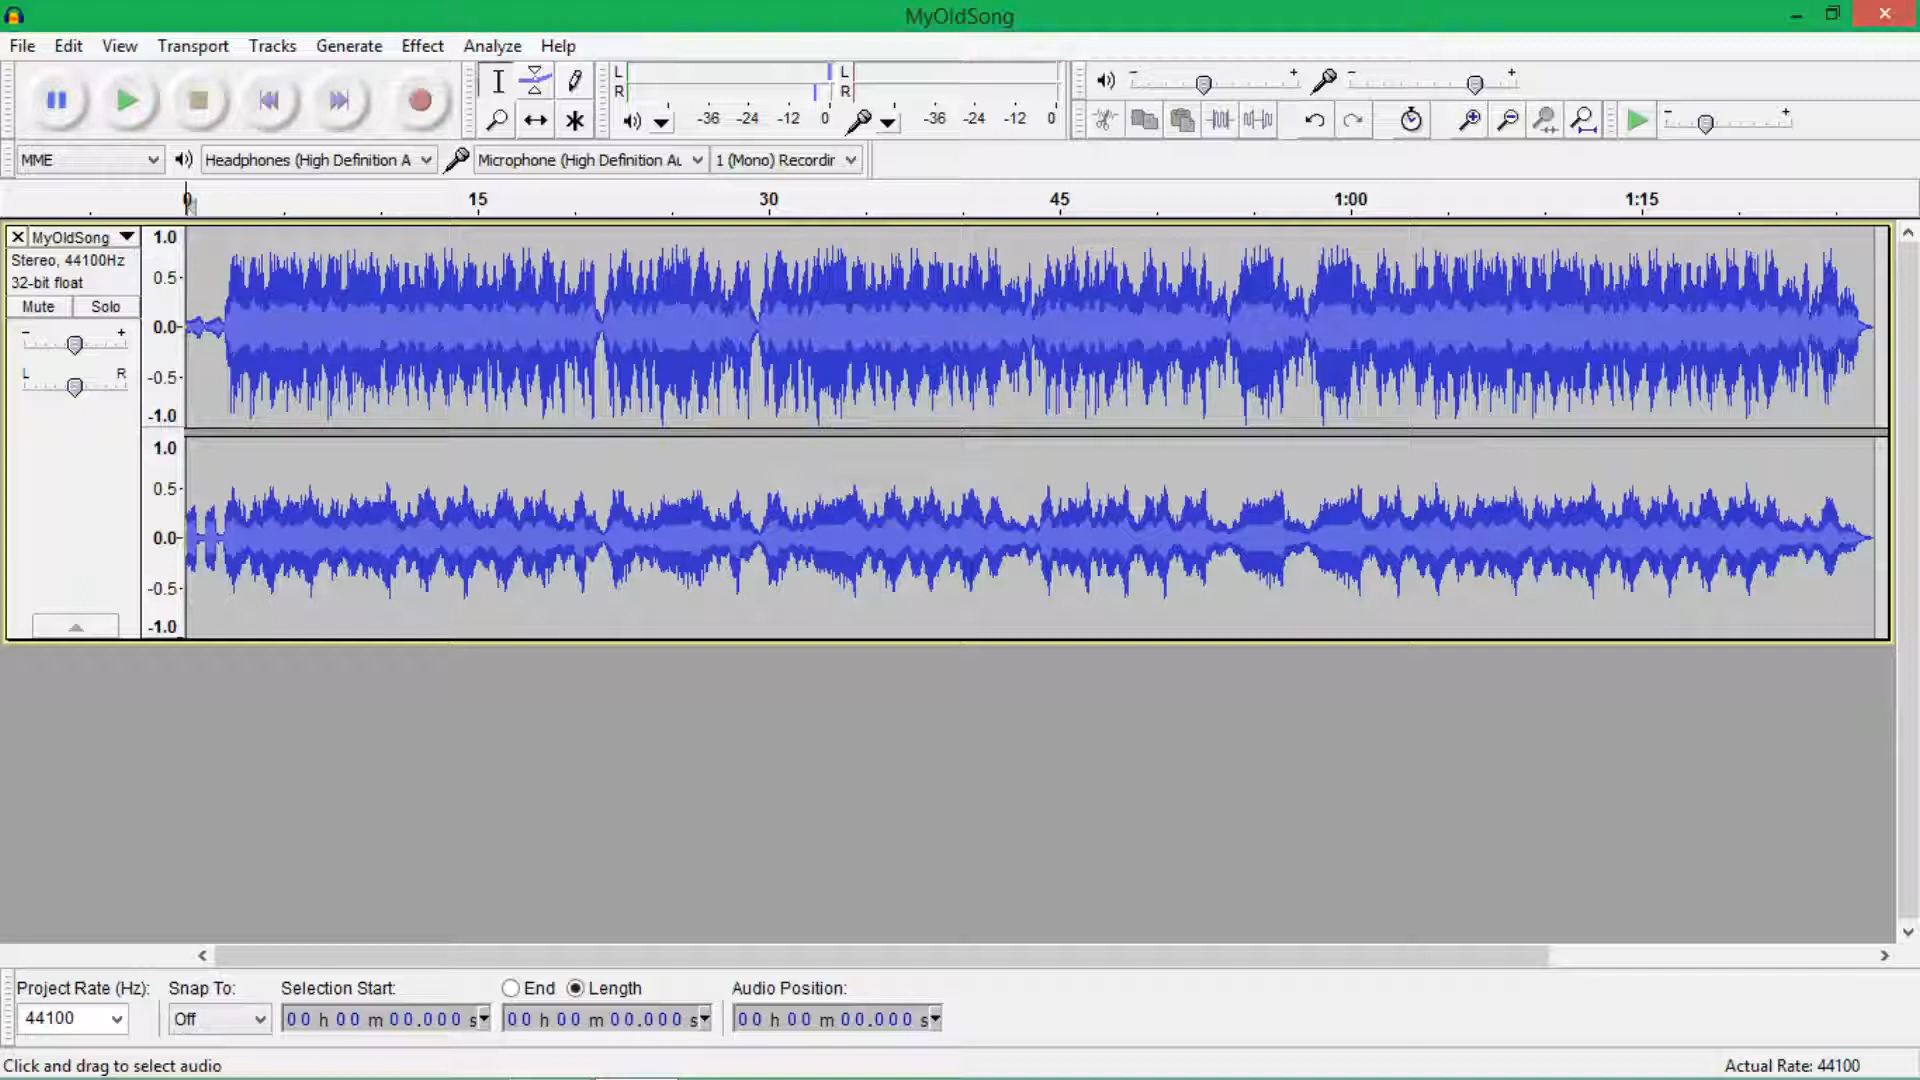 MyOldSong
File Edit View Transport Tracks Generate Effect Analyze Help
L
R
-36 -24 -12 0
L
R
-36 -24 -12 0
- +
- +
- +
MME
Headphones (High Definition A
Microphone (High Definition Au
1 (Mono) Recordir
0 15 30 45 1:00 1:15
X MyOldSong
Stereo, 44100Hz
32-bit float
Mute Solo
- +
L R
1.0
0.5-
0.0-
-0.5-
-1.0
1.0
0.5-
0.0-
-0.5-
-1.0
Project Rate (Hz): Snap To: Selection Start: End Length Audio Position:
44100 Off 00 h 00 m 00.000 s 00 h 00 m 00.000 s 00 h 00 m 00.000 s
Click and drag to select audio
Actual Rate: 44100